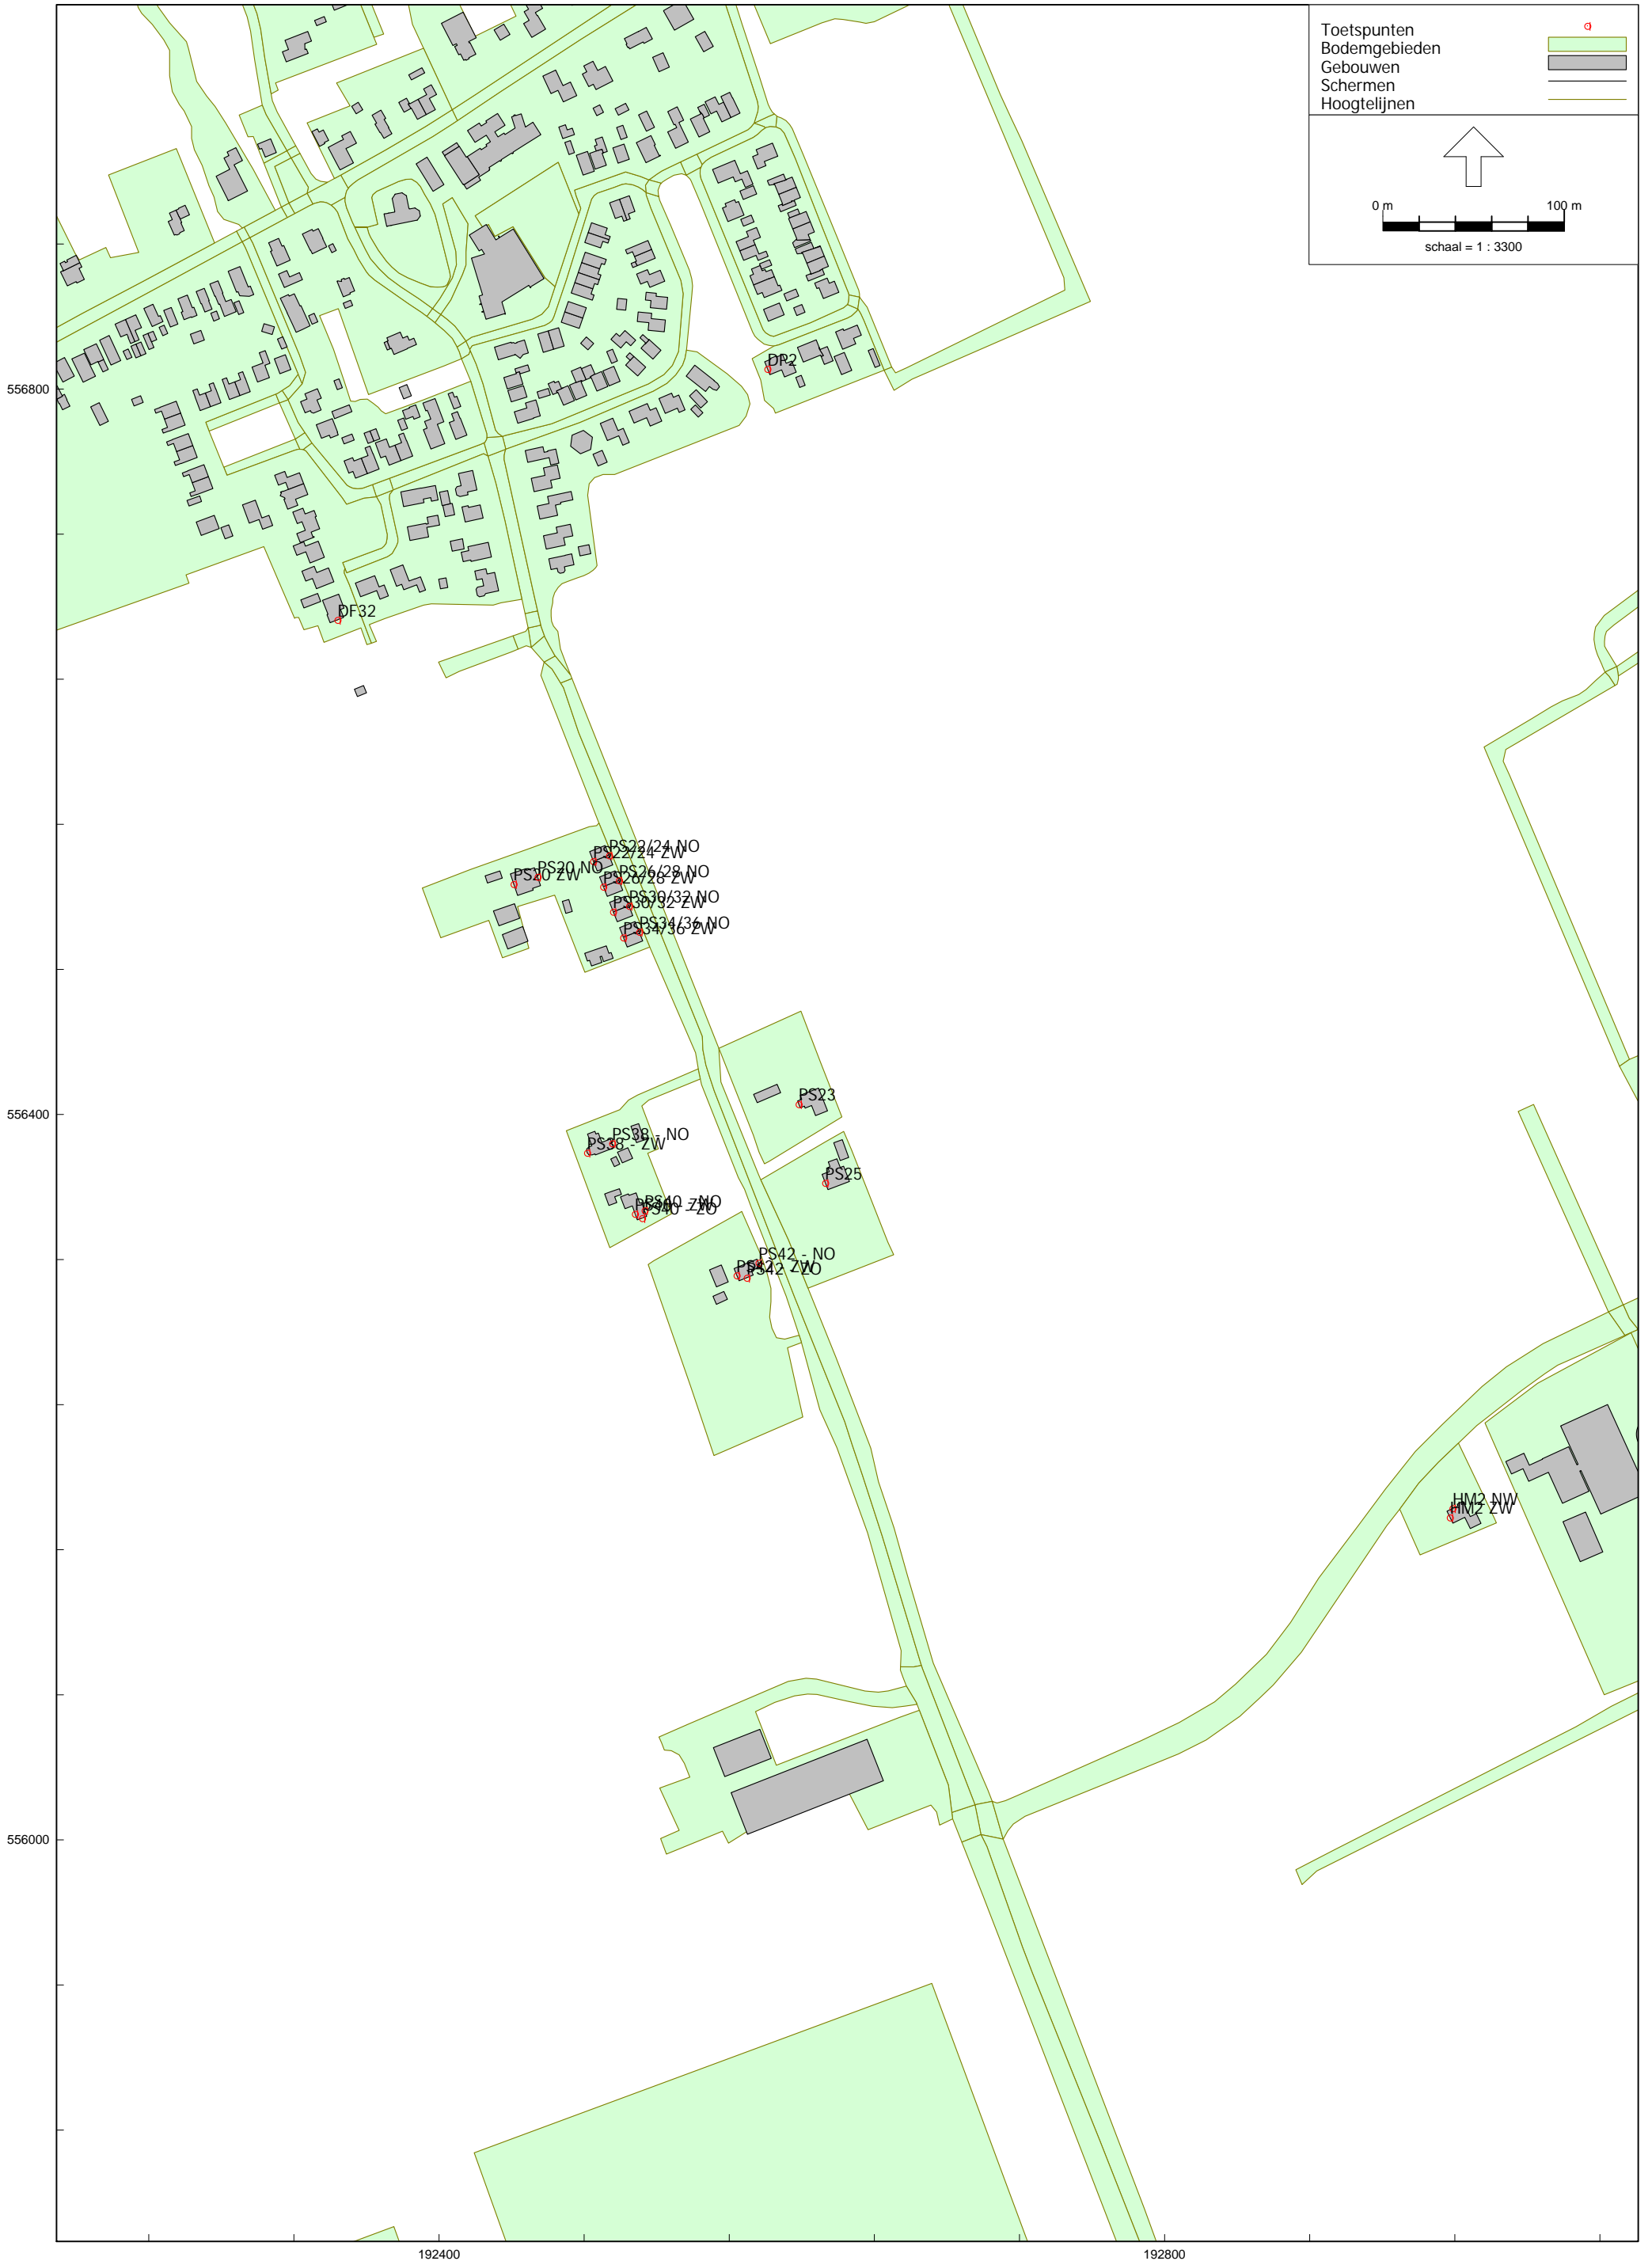 Toetspunten
Bodemgebieden
Gebouwen
Schermen
Hoogtelijnen
0 m 100 m
schaal = 1 : 3300
DP2
556800
DF32
PS22/24 NO
PS22/24 ZW
PS20 NO
PS20 ZW
PS26/28 NO
PS26/28 ZW
PS30/32 NO
PS30/32 ZW
PS34/36 NO
PS34/36 ZW
PS23
556400
PS38 - NO
PS38 - ZW
PS25
PS40 - NO
PS40 - ZW
PS40 - ZO
PS42 - NO
PS42 - ZW
PS42 - ZO
HM2 NW
HM2 ZW
556000
192400 192800